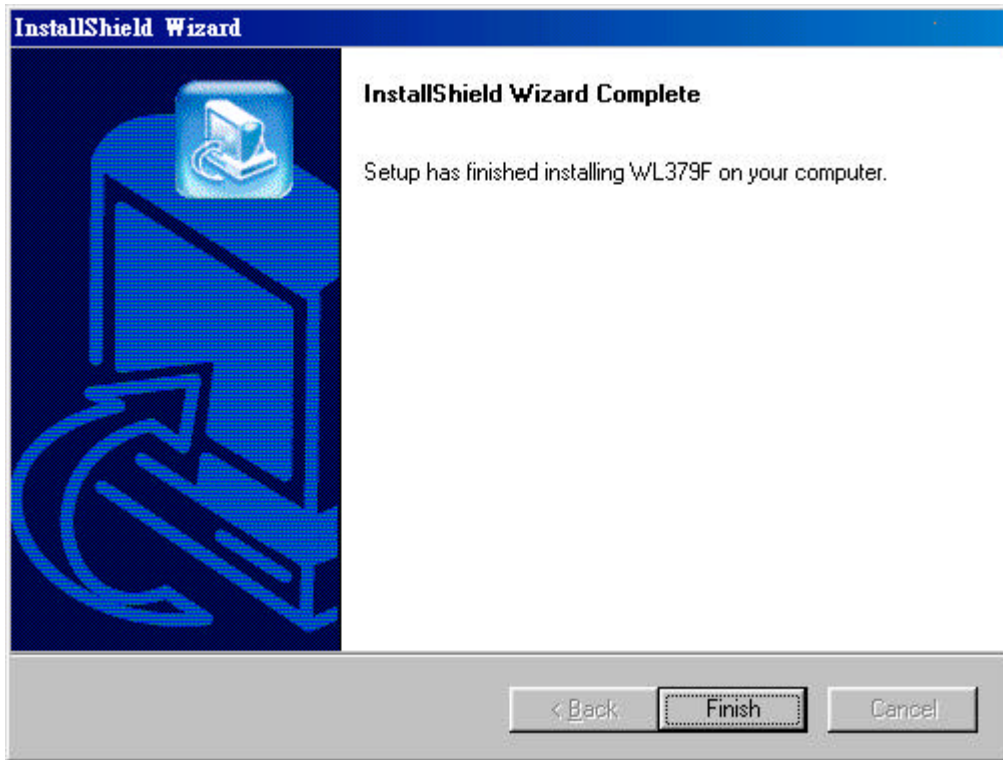 InstallShield Wizard
InstallShield Wizard Complete
Setup has finished installing WL379F on your computer.
< Back
Finish
Cancel